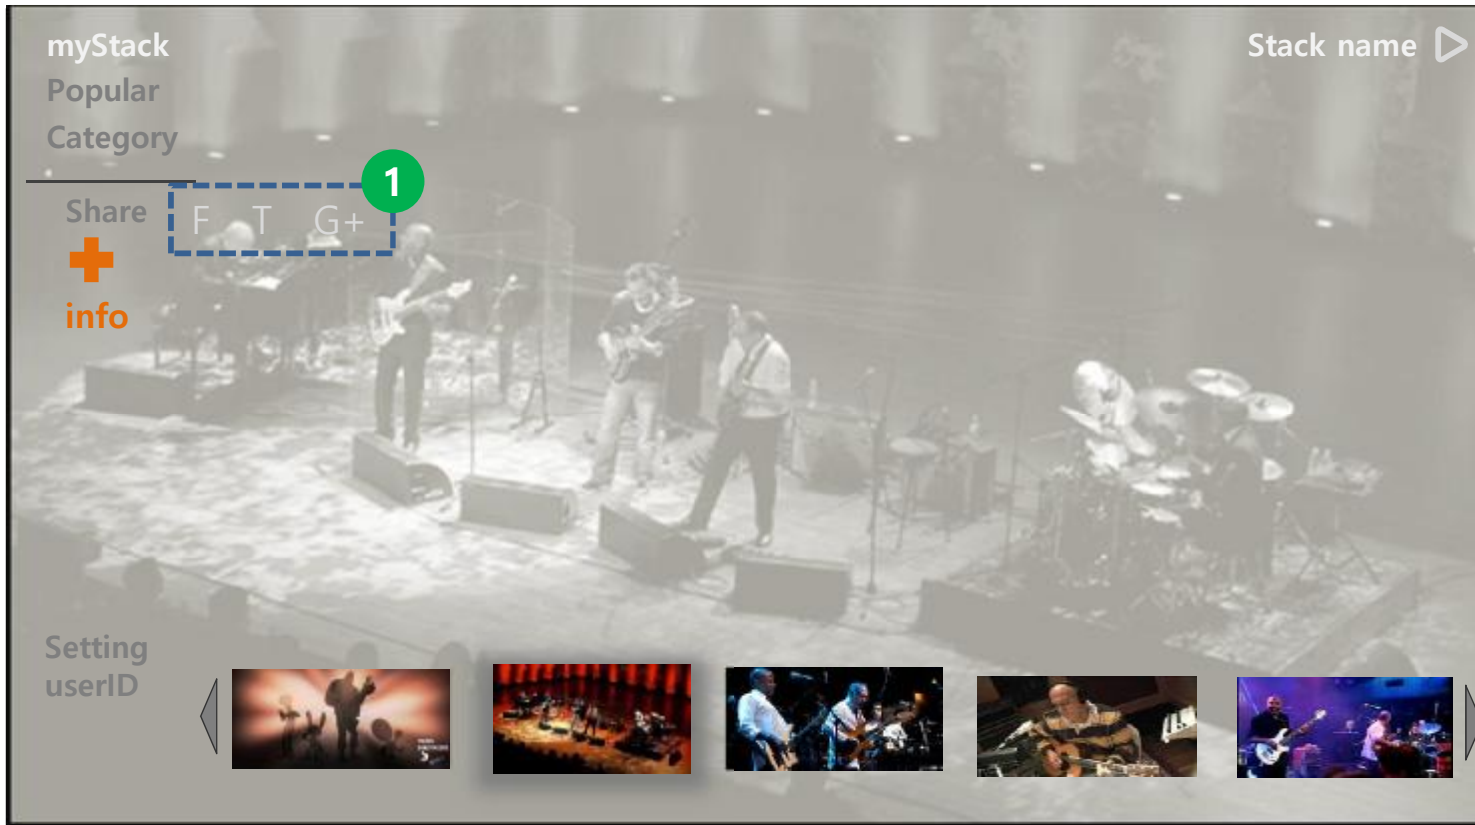 myStack
Stack name
Popular
Category
1
Share
F T G+
info
Setting
userID